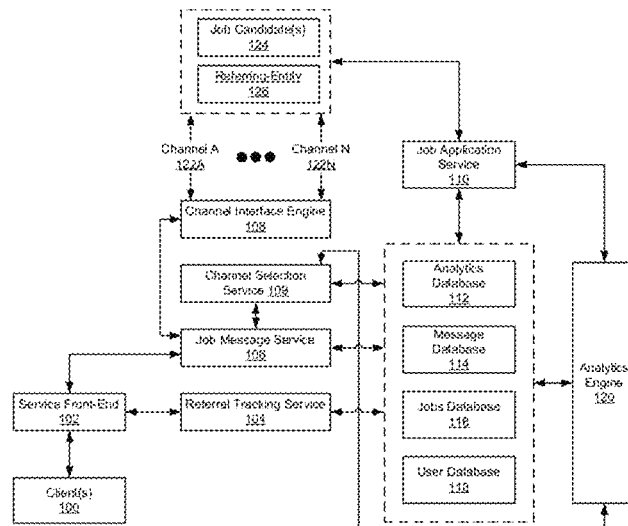 Job Candidate(s)
124
Referring-Entity
126
Channel A
122A
Channel N
122N
Channel Interface Engine
108
Job Application
Service
110
Channel Selection
Service
109
Analytics
Database
112
Job Message Service
106
Message
Database
114
Analytics
Engine
120
Service Front-End
102
Referral Tracking Service
104
Jobs Database
116
User Database
118
Client(s)
100